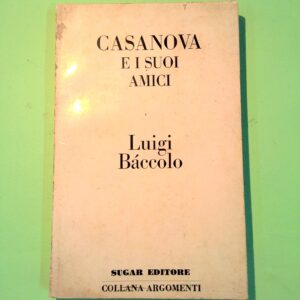 CASANOVA
E I SUOI
AMICI
Luigi
Báccolo
SUGAR EDITORE
COLLANA ARGOMENTI